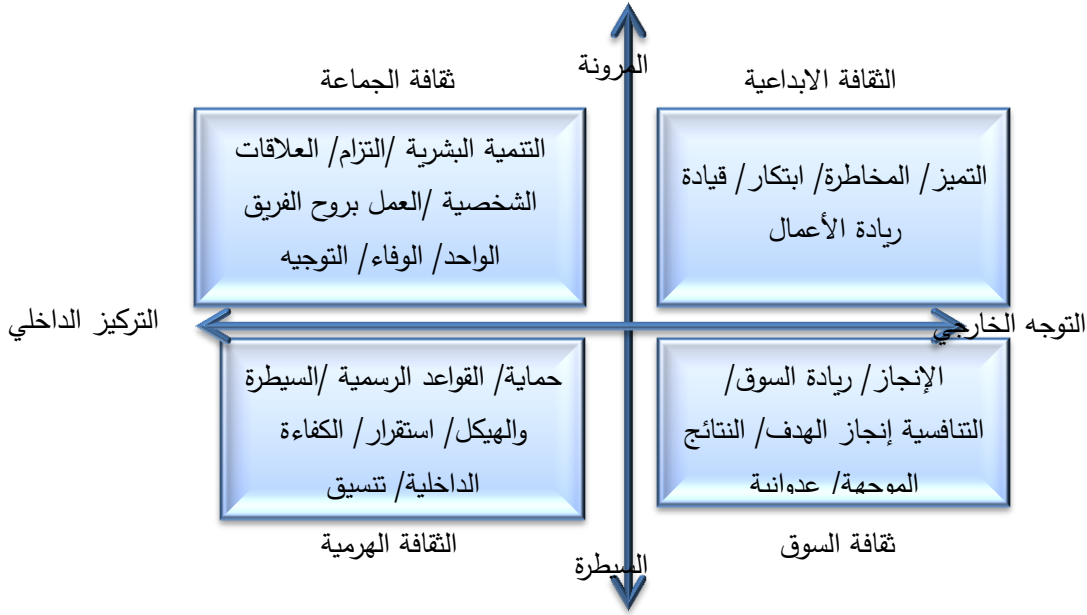 المرونة
الثقافة الابداعية
ثقافة الجماعة
التميز/ المخاطرة/ ابتكار/ قيادة
ريادة الأعمال
التنمية البشرية /التزام/ العلاقات
الشخصية /العمل بروح الفريق
الواحد/ الوفاء/ التوجيه
التوجه الخارجي
التركيز الداخلي
الإنجاز/ ريادة السوق/
التنافسية إنجاز الهدف/ النتائج
الموجهة/ عدوانية
حماية/ القواعد الرسمية /السيطرة
والهيكل/ استقرار/ الكفاءة
الداخلية/ تنسيق
ثقافة السوق
الثقافة الهرمية
السيطرة